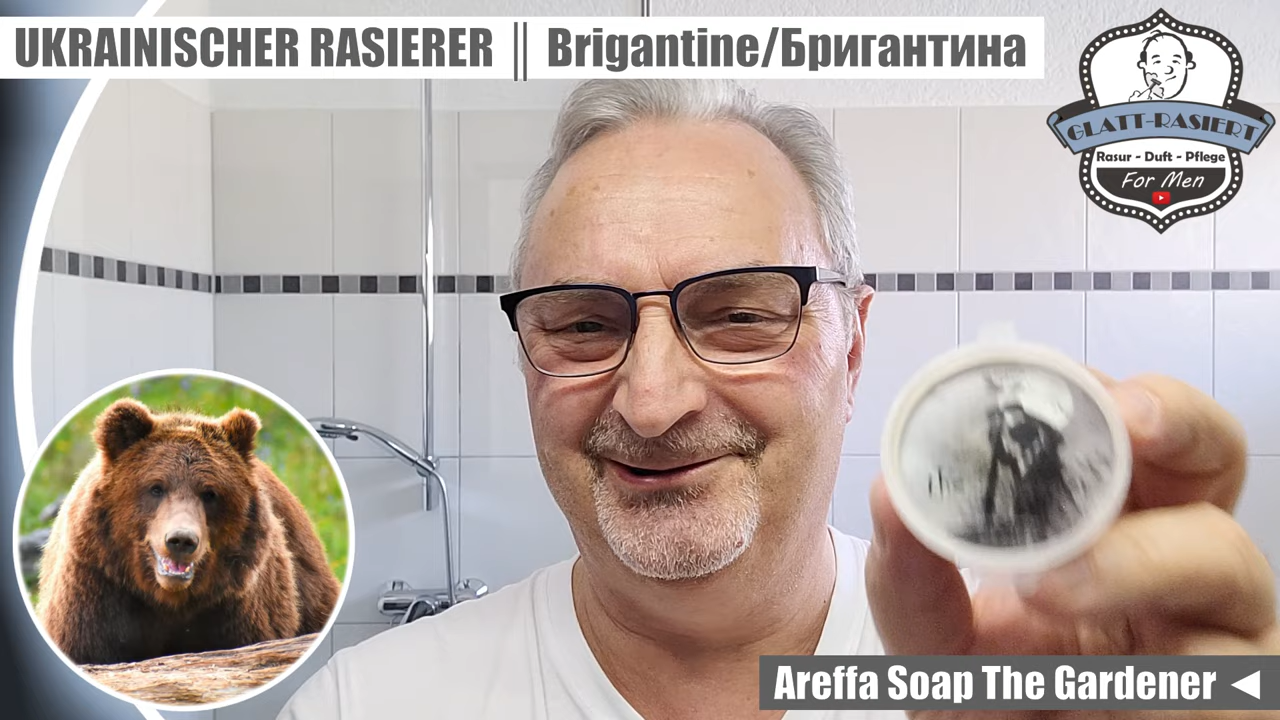 UKRAINISCHER RASIERER || Brigantine/Бригантина
GLATT-RASIERT
Rasur - Duft - Pflege
For Men
Areffa Soap The Gardener